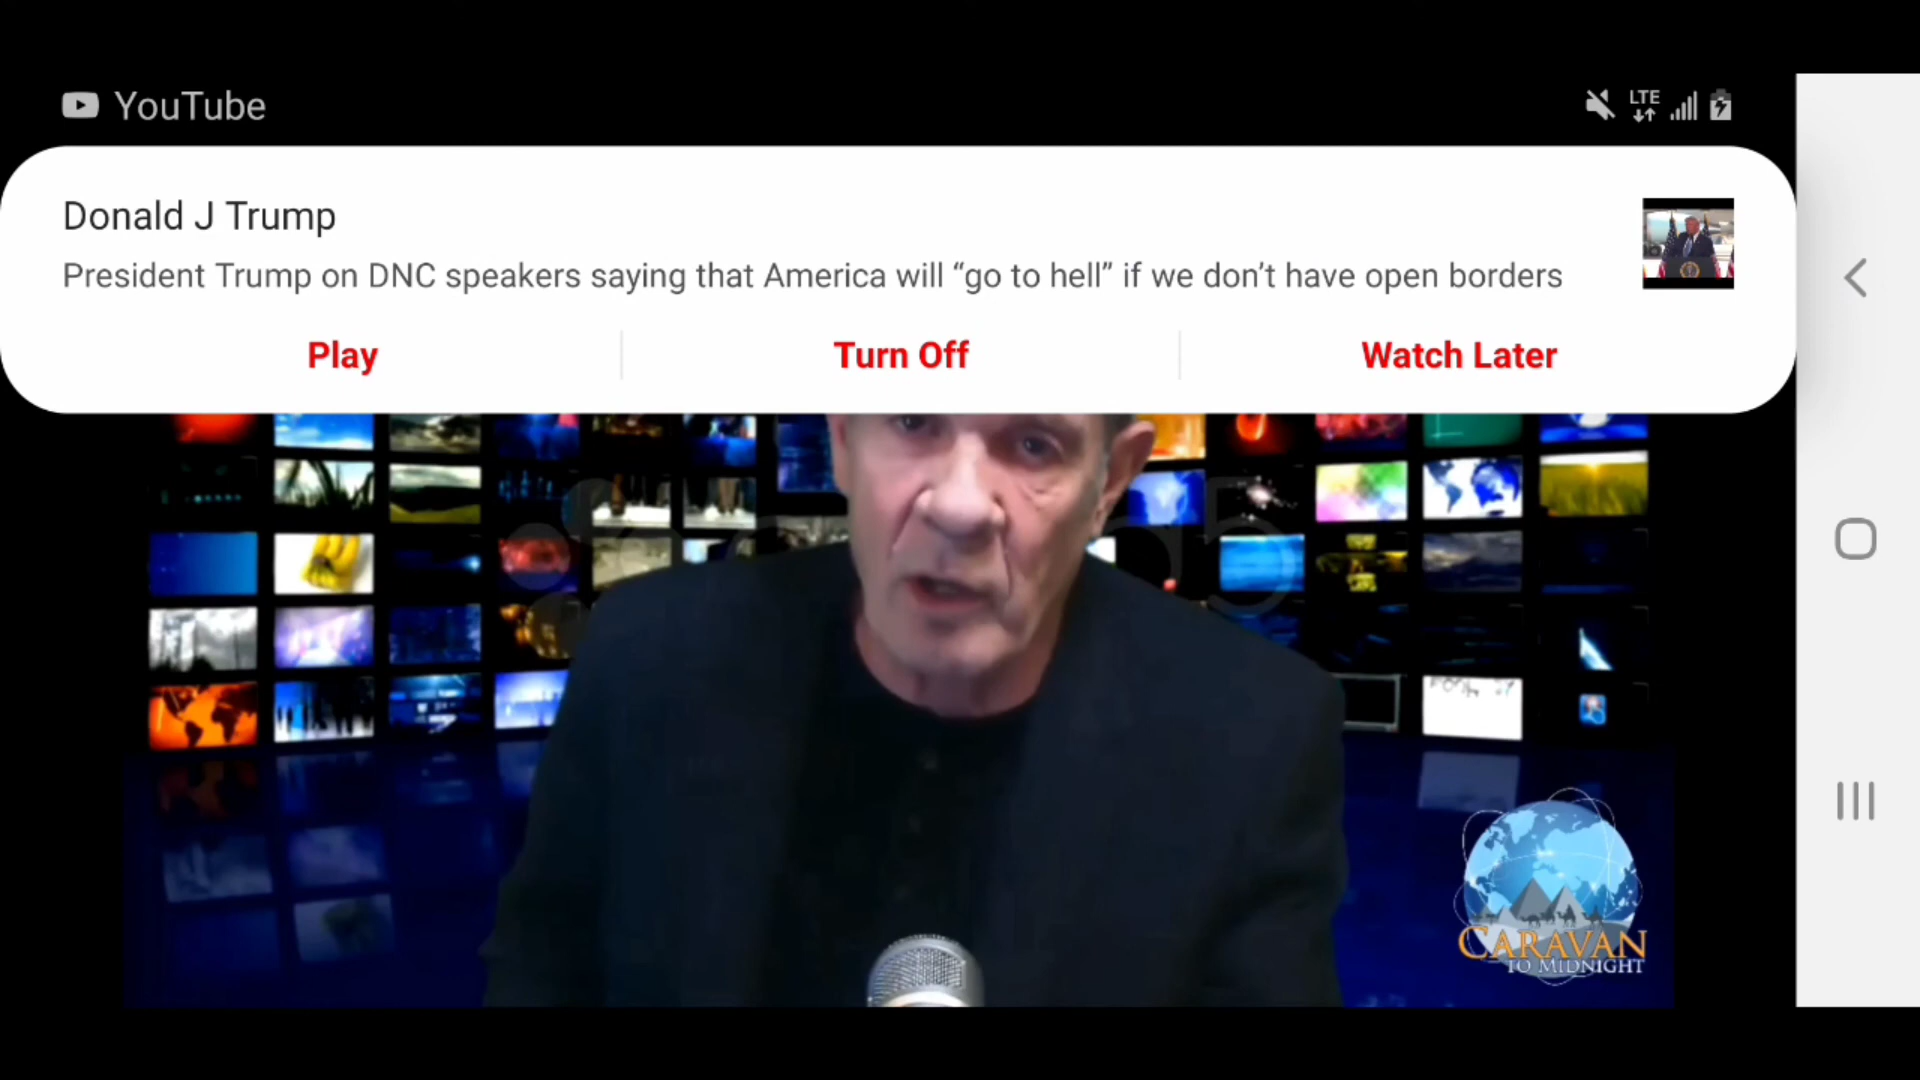 YouTube
LTE
Donald J Trump
President Trump on DNC speakers saying that America will “go to hell” if we don’t have open borders
Play
Turn Off
Watch Later
CARAVAN
TO MIDNIGHT